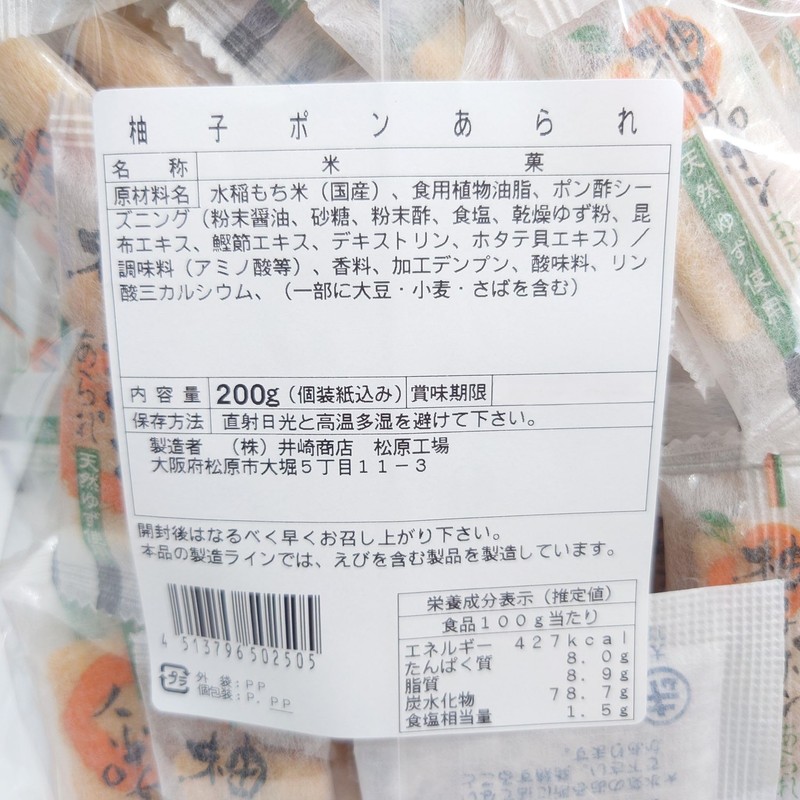 柚子ポンあられ
名称 米菓
原材料名 水稲もち米（国産）、食用植物油脂、ポン酢シー
ズニング（粉末醤油、砂糖、粉末酢、食塩、乾燥ゆず粉、昆
布エキス、鰹節エキス、デキストリン、ホタテ貝エキス）／
調味料（アミノ酸等）、香料、加工デンプン、酸味料、リン
酸三カルシウム、（一部に大豆・小麦・さばを含む）
内容量 200g（個装紙込み） 賞味期限
保存方法 直射日光と高温多湿を避けて下さい。
製造者 （株）井崎商店 松原工場
大阪府松原市大堀５丁目１１－３
開封後はなるべく早くお召し上がり下さい。
本品の製造ラインでは、えびを含む製品を製造しています。
4513796502505
プラ
外袋：PP
個包装：P，PP
栄養成分表示（推定値）
食品１００ｇ当たり
エネルギー 427kcal
たんぱく質 8.0g
脂質 8.9g
炭水化物 78.7g
食塩相当量 1.5g
天然ゆず使用
あられ
天然ゆず使
柚